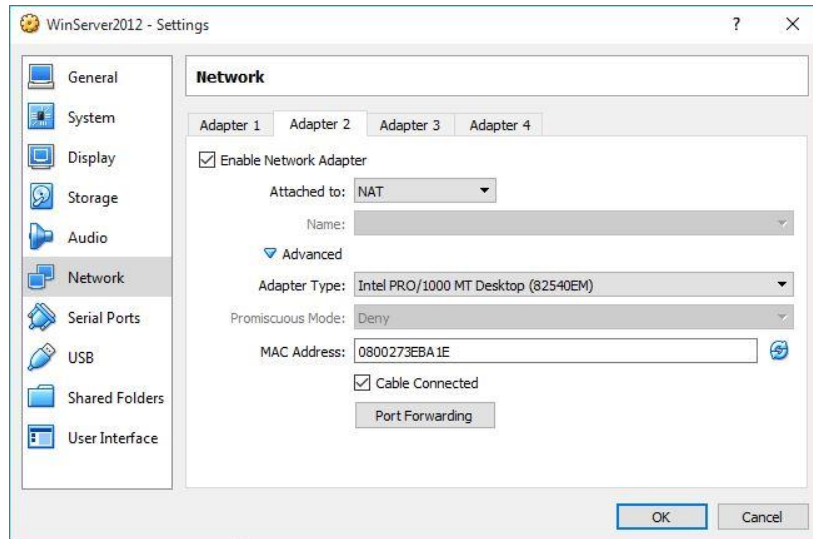 WinServer2012 - Settings ?
General
System
Display
Storage
Audio
Network
Serial Ports
USB
Shared Folders
User Interface
Network
Adapter 1 Adapter 2 Adapter 3 Adapter 4
Enable Network Adapter
Attached to: NAT
Name:
Advanced
Adapter Type: Intel PRO/1000 MT Desktop (82540EM)
Promiscuous Mode: Deny
MAC Address: 0800273EBA1E
Cable Connected
Port Forwarding
OK Cancel